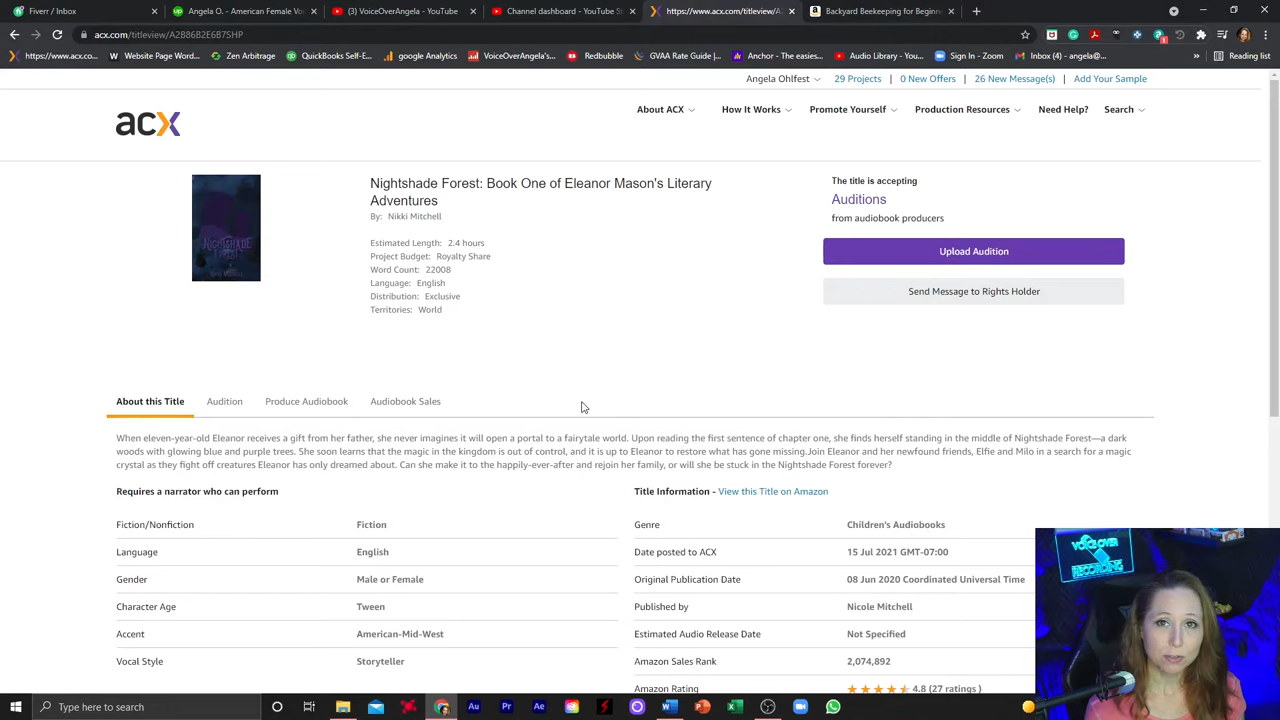 Fiverr / Inbox
Angela O. - American Female Vo
(3) VoiceOverAngela - YouTube
Channel dashboard - YouTube S
https://www.acx.com/titleview/A
Backyard Beekeeping for Beginne
acx.com/titleview/A2B86B2E6B7SHP
https://www.acx.co...
Website Page Word...
Zen Arbitrage
QuickBooks Self-E...
google Analytics
VoiceOverAngela's...
Redbubble
GVAA Rate Guide |...
Anchor - The easies...
Audio Library - You...
Sign In - Zoom
Inbox (4) - angela@...
Reading list
Angela Ohlfest
29 Projects | 0 New Offers | 26 New Message(s) | Add Your Sample
acx
About ACX
How It Works
Promote Yourself
Production Resources
Need Help?
Search
Nightshade Forest: Book One of Eleanor Mason's Literary
Adventures
By: Nikki Mitchell
NIGHTSHADE
FOREST
Estimated Length: 2.4 hours
Project Budget: Royalty Share
Word Count: 22008
Language: English
Distribution: Exclusive
Territories: World
The title is accepting
Auditions
from audiobook producers
Upload Audition
Send Message to Rights Holder
About this Title
Audition
Produce Audiobook
Audiobook Sales
When eleven-year-old Eleanor receives a gift from her father, she never imagines it will open a portal to a fairytale world. Upon reading the first sentence of chapter one, she finds herself standing in the middle of Nightshade Forest—a dark
woods with glowing blue and purple trees. She soon learns that the magic in the kingdom is out of control, and it is up to Eleanor to restore what has gone missing.Join Eleanor and her newfound friends, Elfie and Milo in a search for a magic
crystal as they fight off creatures Eleanor has only dreamed about. Can she make it to the happily-ever-after and rejoin her family, or will she be stuck in the Nightshade Forest forever?
Requires a narrator who can perform
Fiction/Nonfiction Fiction
Language English
Gender Male or Female
Character Age Tween
Accent American-Mid-West
Vocal Style Storyteller
Title Information - View this Title on Amazon
Genre Children's Audiobooks
Date posted to ACX 15 Jul 2021 GMT-07:00
Original Publication Date 08 Jun 2020 Coordinated Universal Time
Published by Nicole Mitchell
Estimated Audio Release Date Not Specified
Amazon Sales Rank 2,074,892
Amazon Rating 4.8 (27 ratings )
VOICE OVER
RECORDING
Type here to search